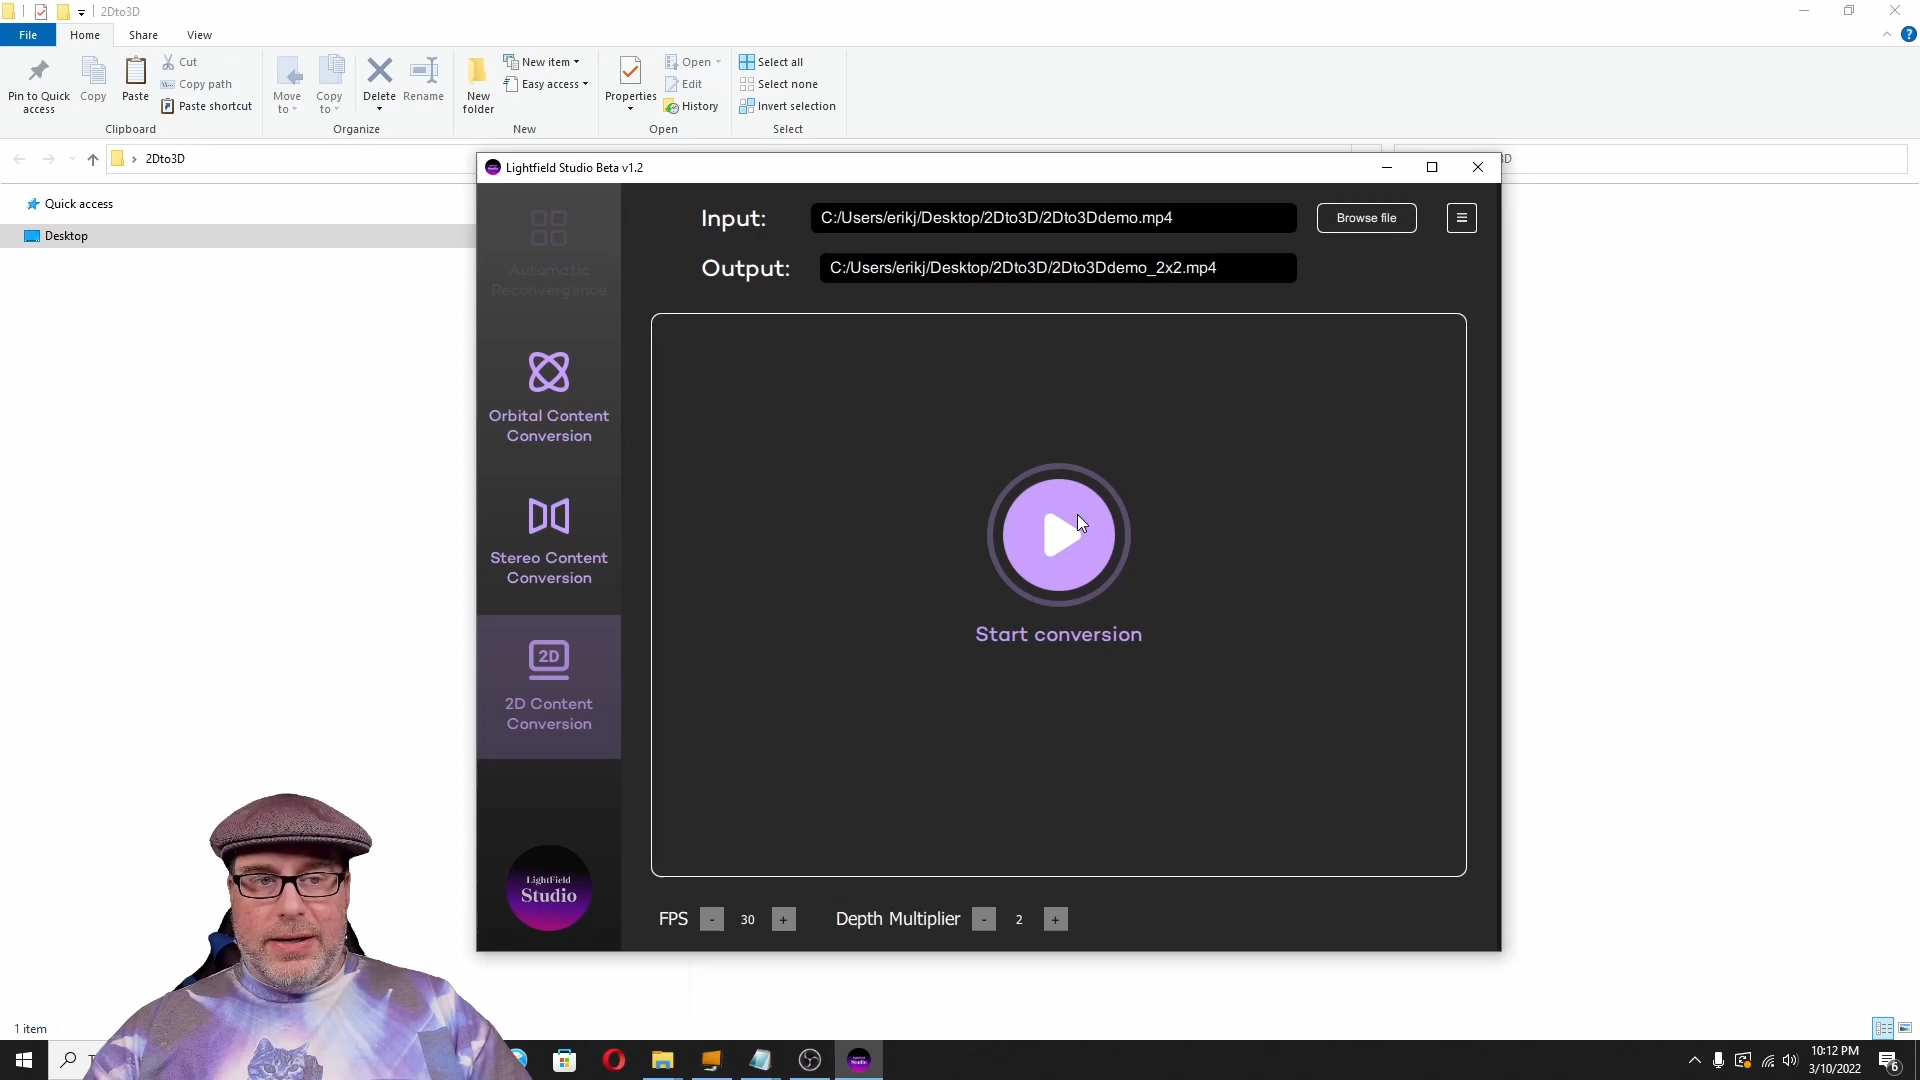 2Dto3D
File Home Share View
Pin to Quick access
Copy
Paste
Cut
Copy path
Paste shortcut
Clipboard
Move to
Copy to
Delete
Rename
Organize
New folder
New item
Easy access
New
Properties
Open
Edit
History
Open
Select all
Select none
Invert selection
Select
2Dto3D
Quick access
Desktop
Lightfield Studio Beta v1.2
Input: C:/Users/erikj/Desktop/2Dto3D/2Dto3Ddemo.mp4 Browse file
Output: C:/Users/erikj/Desktop/2Dto3D/2Dto3Ddemo_2x2.mp4
Automatic
Reconvergence
Orbital Content
Conversion
Stereo Content
Conversion
2D
2D Content
Conversion
Start conversion
LightField
Studio
FPS - 30 + Depth Multiplier - 2 +
1 item
10:12 PM
3/10/2022
6